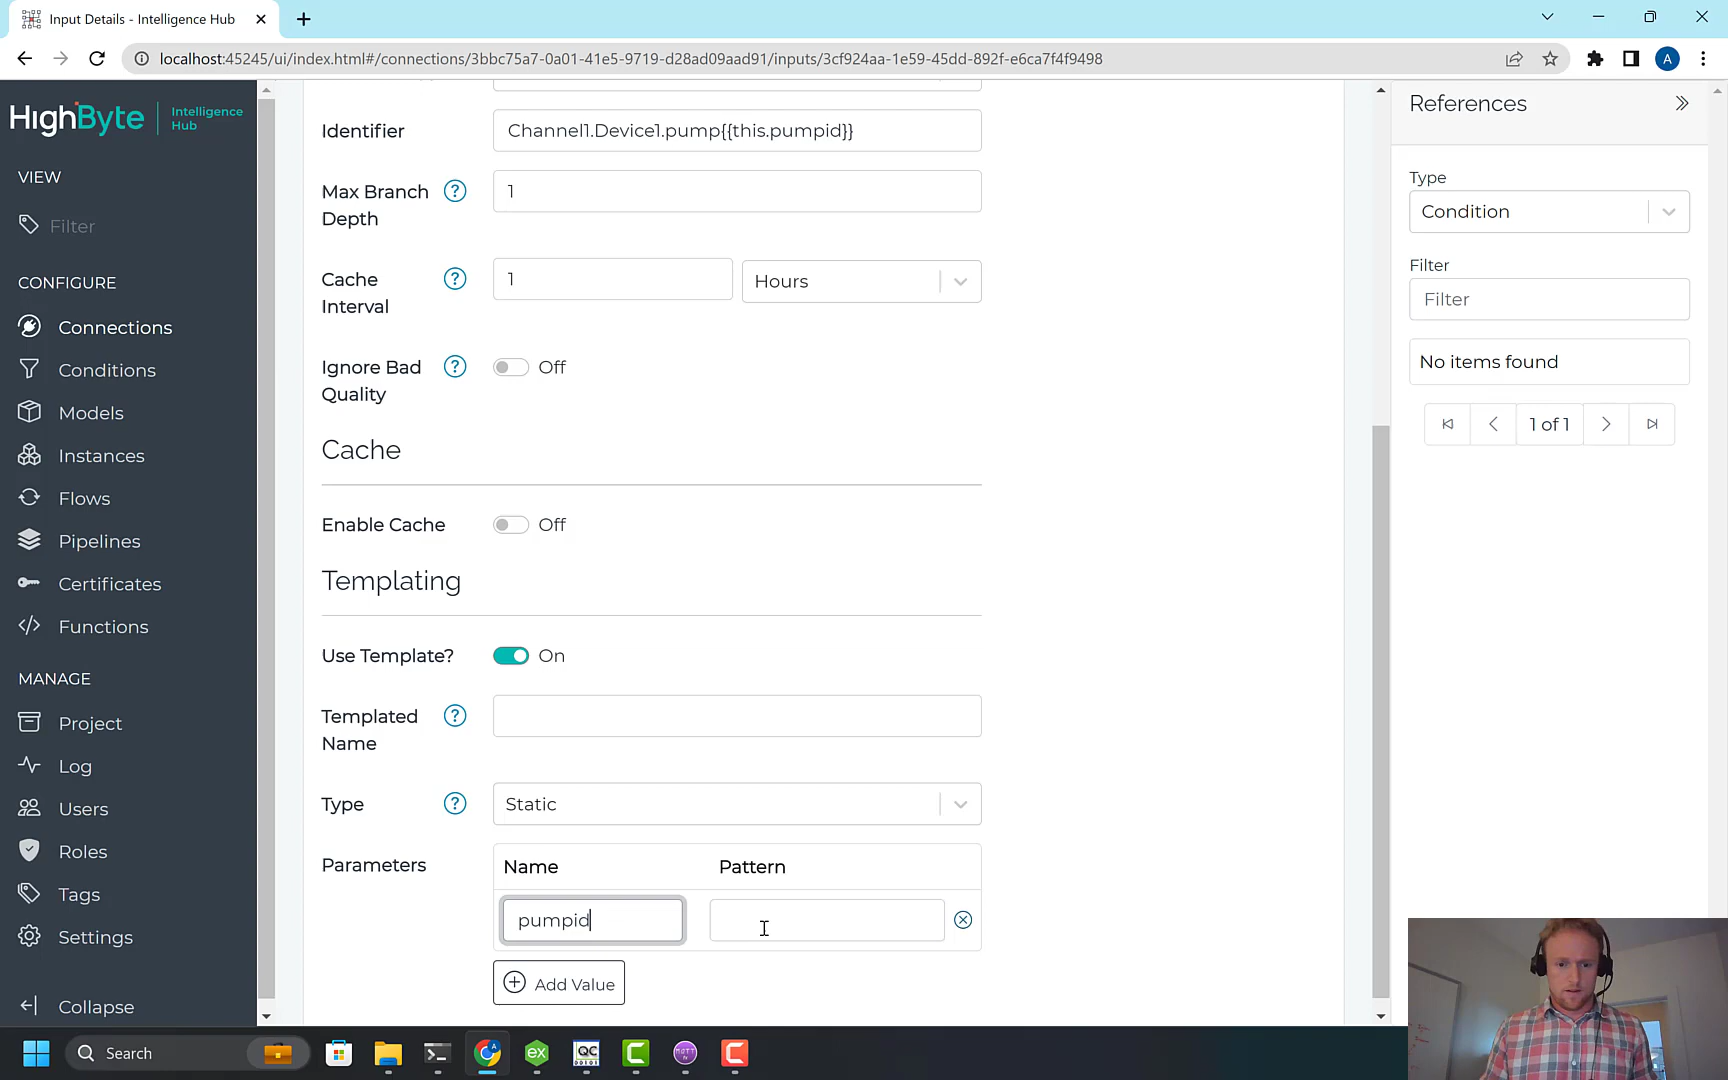 Input Details - Intelligence Hub
localhost:45245/ui/index.html#/connections/3bbc75a7-0a01-41e5-9719-d28ad09aad91/inputs/3cf924aa-1e59-45dd-892f-e6ca7f4f9498
A
HighByte
Intelligence
Hub
VIEW
Filter
CONFIGURE
Connections
Conditions
Models
Instances
Flows
Pipelines
Certificates
Functions
MANAGE
Project
Log
Users
Roles
Tags
Settings
Collapse
Identifier
Channel1.Device1.pump{{this.pumpid}}
Max Branch
Depth
?
1
Cache
Interval
?
1
Hours
Ignore Bad
Quality
?
Off
Cache
Enable Cache
Off
Templating
Use Template?
On
Templated
Name
?
Type
?
Static
Parameters
Name
Pattern
pumpid
Add Value
References
Type
Condition
Filter
Filter
No items found
1 of 1
Search
A
ex
QC
MQTT
C
C